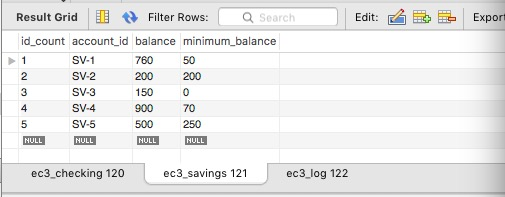 Result Grid Filter Rows: Search Edit: Export
id_count account_id balance minimum_balance
1 SV-1 760 50
2 SV-2 200 200
3 SV-3 150 0
4 SV-4 900 70
5 SV-5 500 250
NULL NULL NULL NULL
ec3_checking 120 ec3_savings 121 ec3_log 122